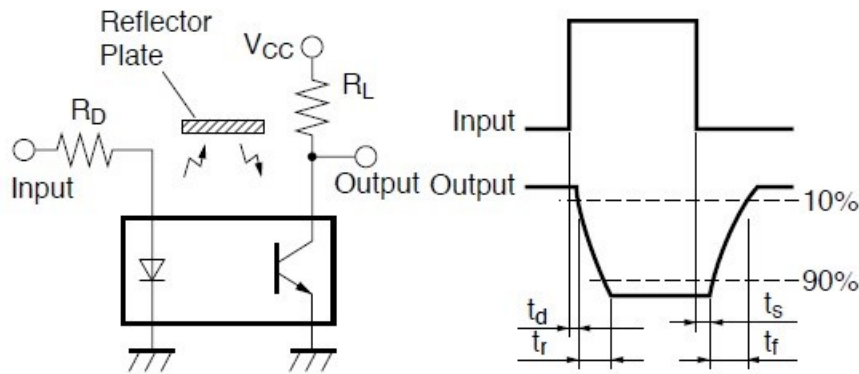 Reflector
Plate
VCC
RL
RD
Input
Output
Input
Output
10%
90%
td
tr
ts
tf